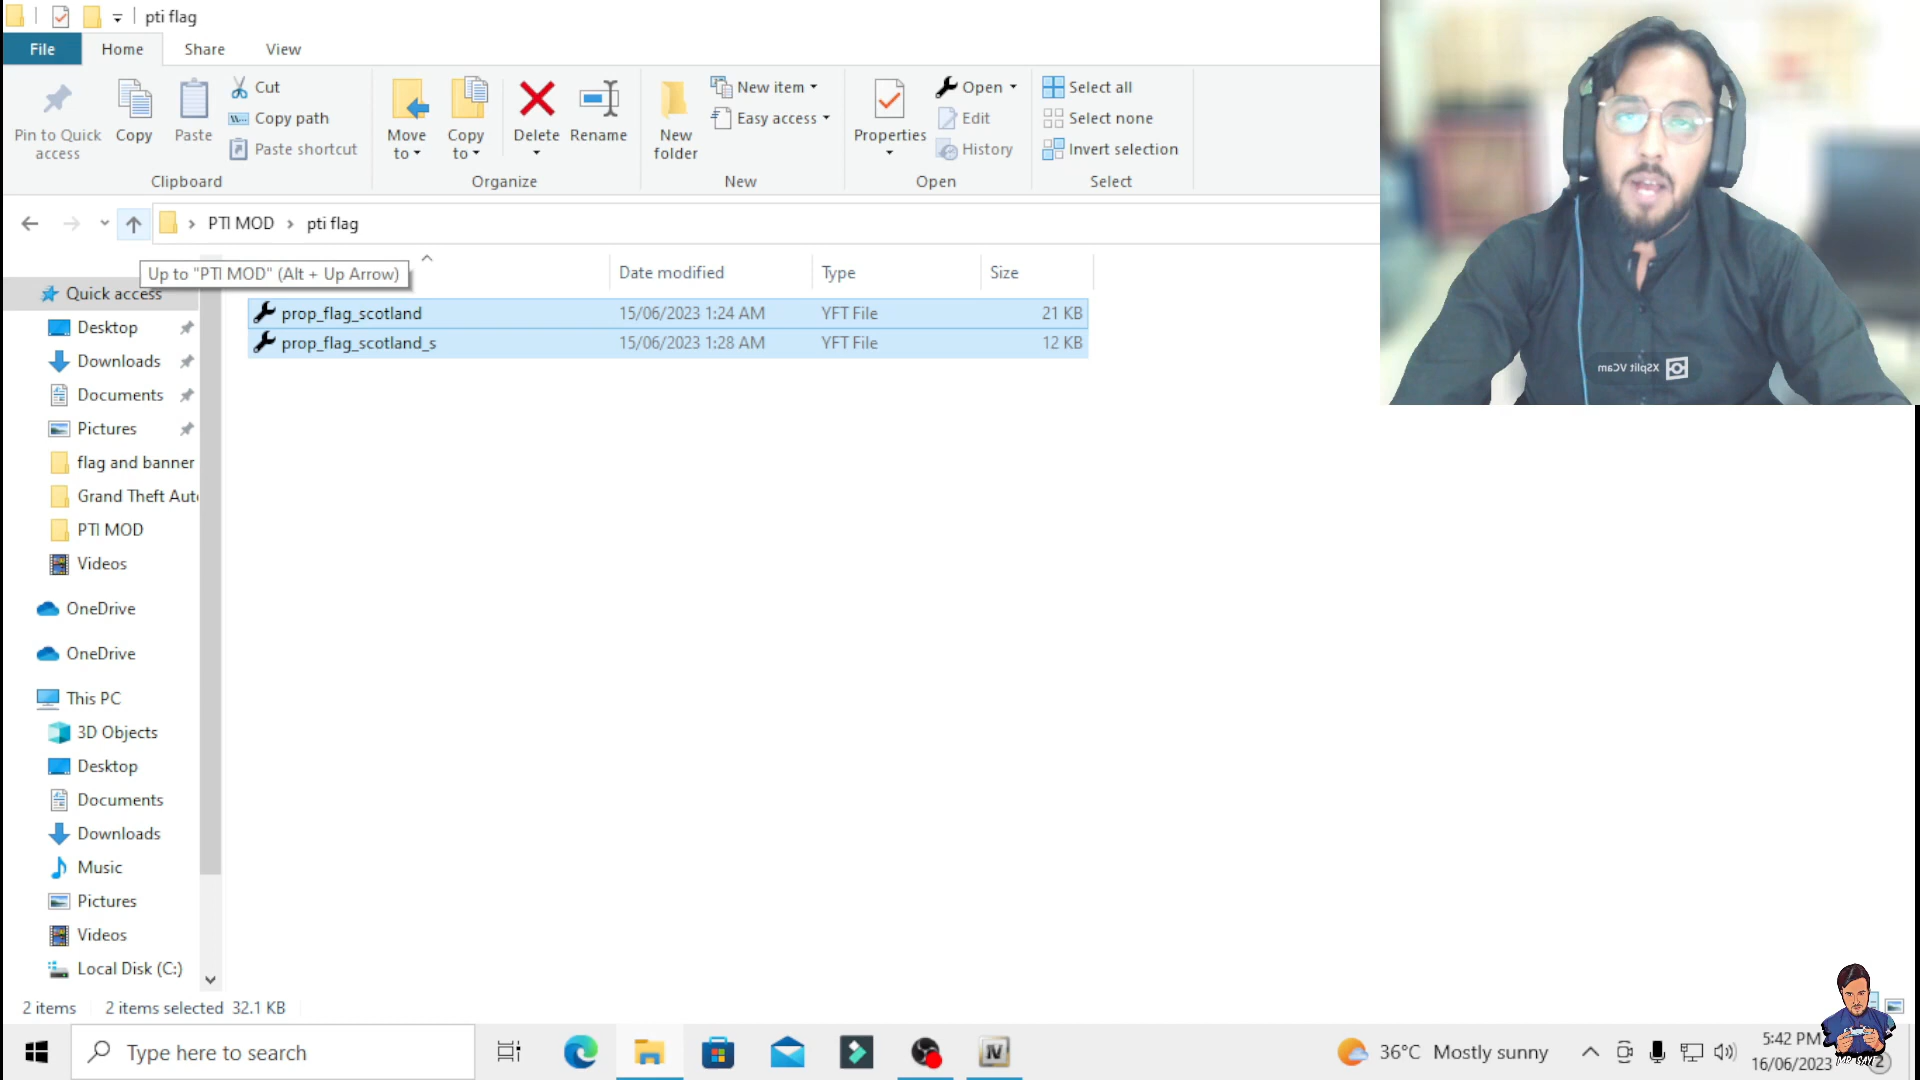 pti flag
File Home Share View
Pin to Quick access
Copy
Paste
Cut
Copy path
Paste shortcut
Clipboard
Move to
Copy to
Delete
Rename
Organize
New folder
New item
Easy access
New
Properties
Open
Edit
History
Open
Select all
Select none
Invert selection
Select
PTI MOD pti flag
Up to "PTI MOD" (Alt + Up Arrow)
Date modified Type Size
prop_flag_scotland 15/06/2023 1:24 AM YFT File 21 KB
prop_flag_scotland_s 15/06/2023 1:28 AM YFT File 12 KB
Quick access
Desktop
Downloads
Documents
Pictures
flag and banner
Grand Theft Aut
PTI MOD
Videos
OneDrive
OneDrive
This PC
3D Objects
Desktop
Documents
Downloads
Music
Pictures
Videos
Local Disk (C:)
XSplit VCam
2 items 2 items selected 32.1 KB
Type here to search
IV
36°C Mostly sunny
5:42 PM
16/06/2023
2